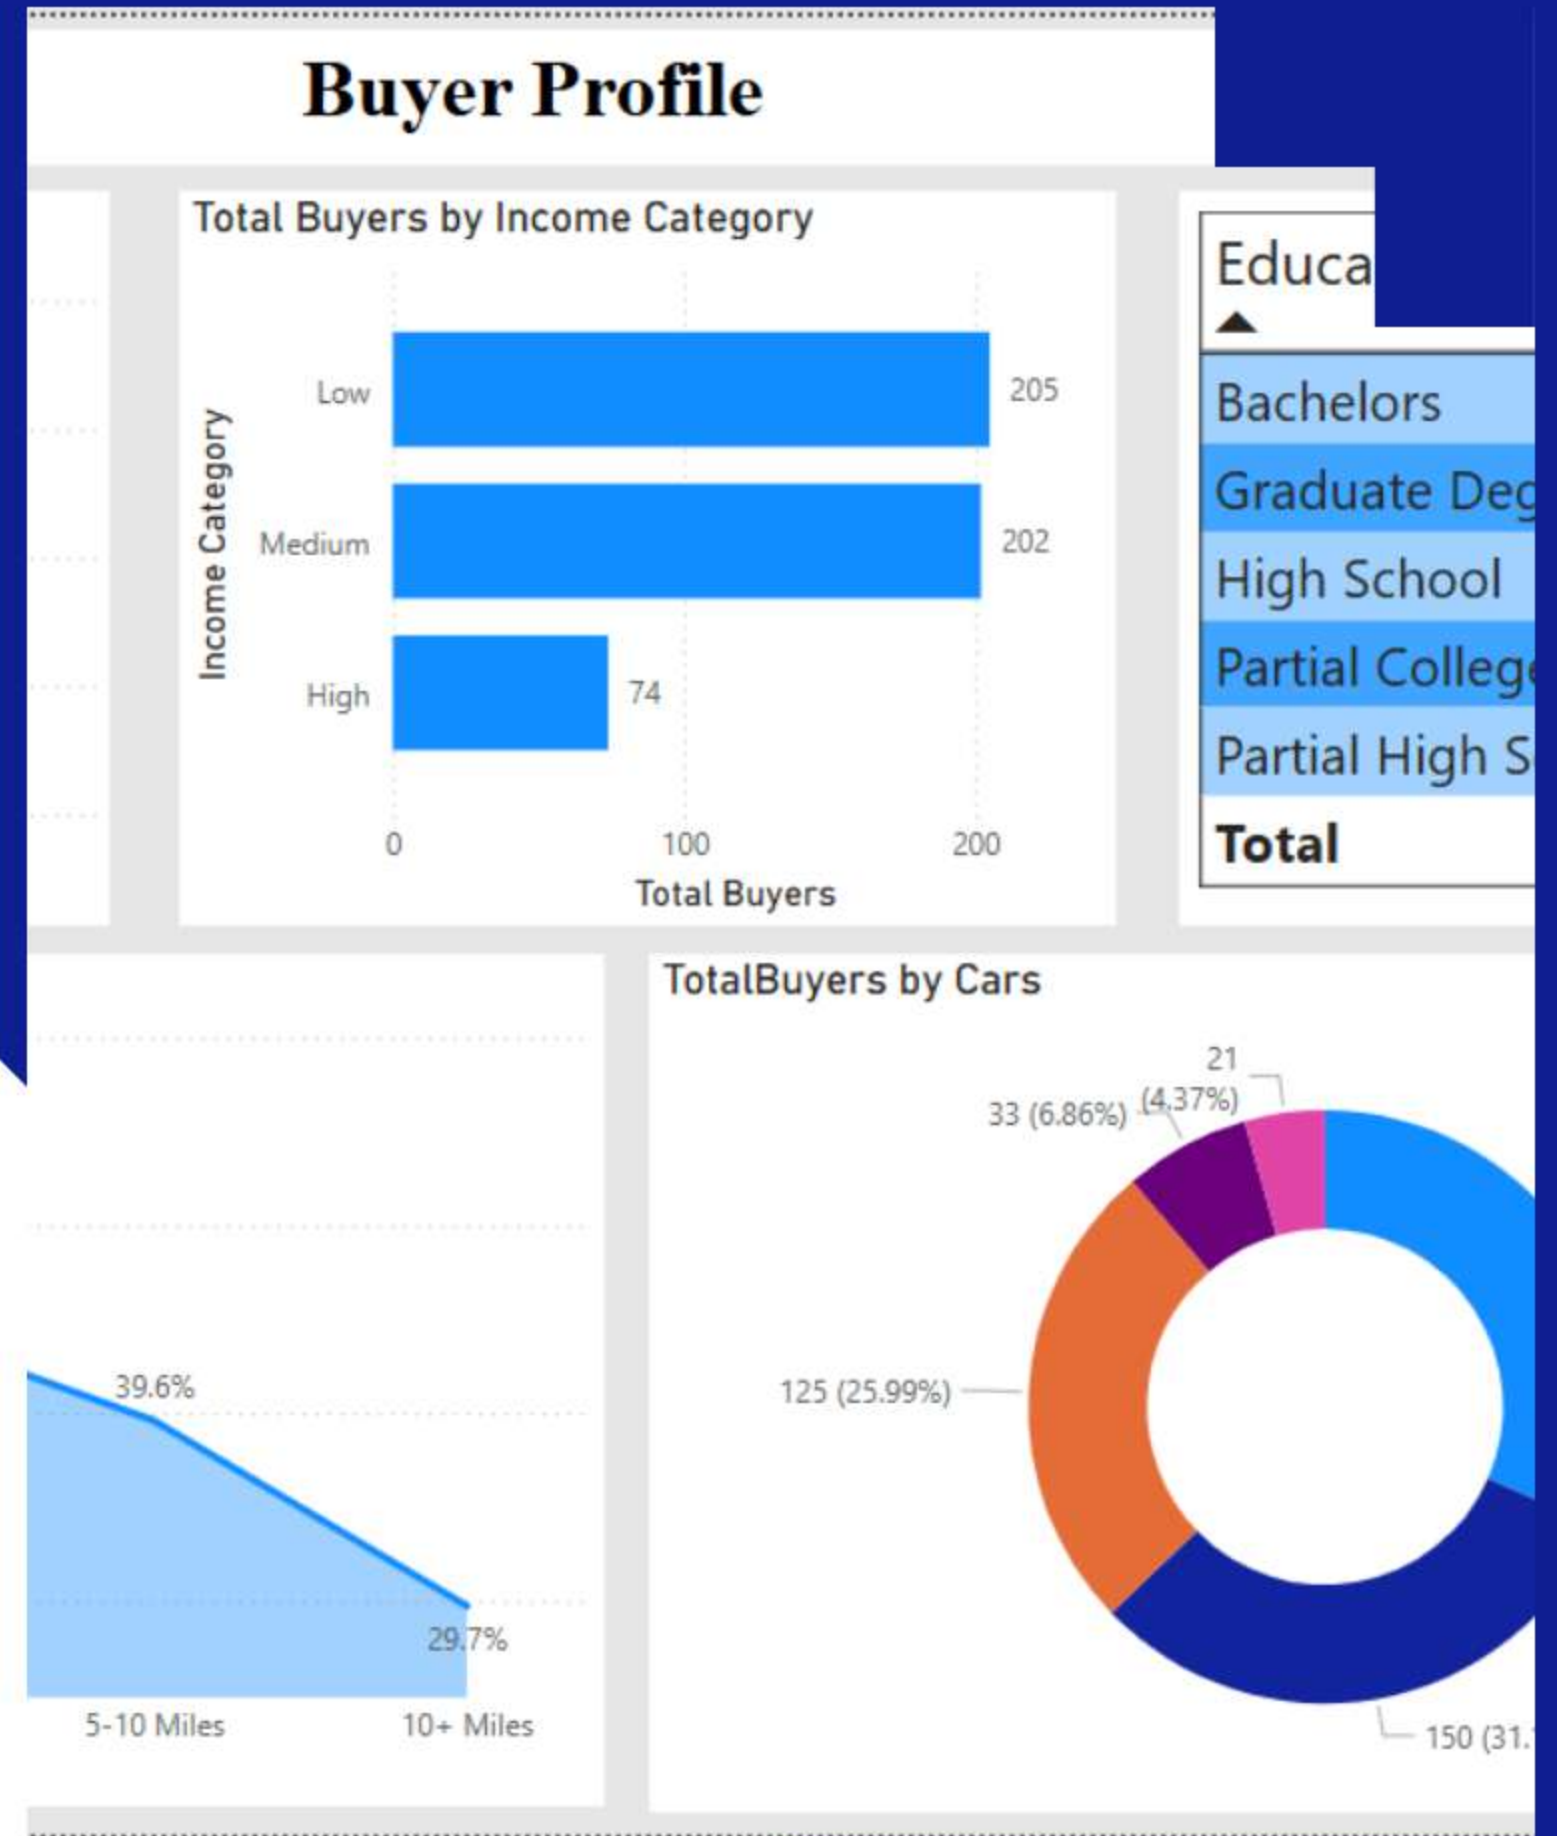 Buyer Profile
Total Buyers by Income Category
Income Category
Low
205
Medium
202
High
74
0
100
200
Total Buyers
Educa
Bachelors
Graduate Deg
High School
Partial College
Partial High S
Total
39.6%
29.7%
5-10 Miles
10+ Miles
TotalBuyers by Cars
21
(4.37%)
33 (6.86%)
125 (25.99%)
150 (31.